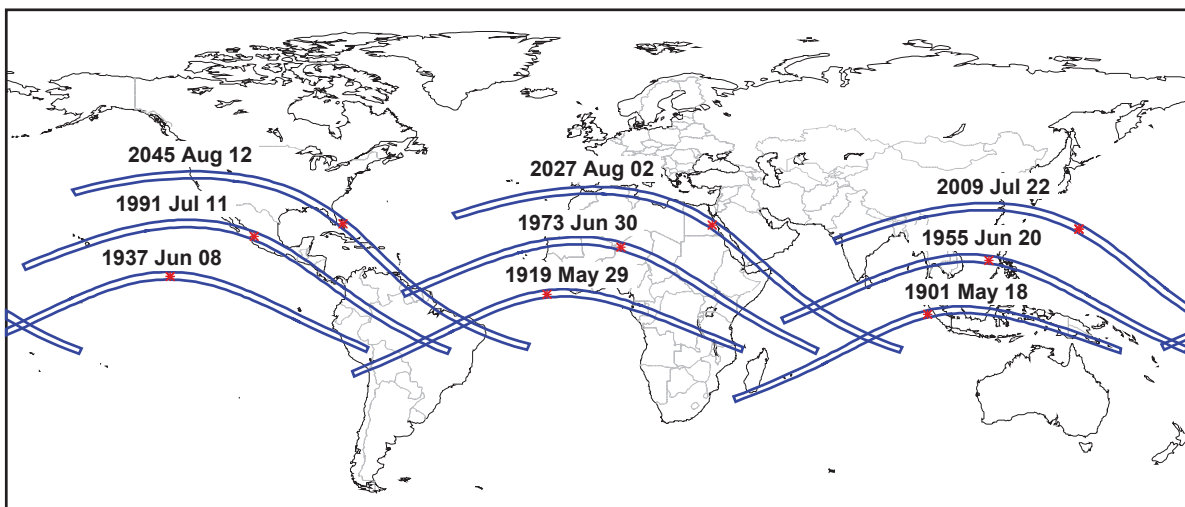 2045 Aug 12
1991 Jul 11
1937 Jun 08
2027 Aug 02
1973 Jun 30
1919 May 29
2009 Jul 22
1955 Jun 20
1901 May 18